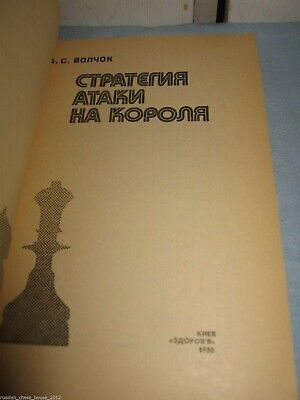 А. С. ВОЛЧОК
СТРАТЕГИЯ
АТАКИ
НА КОРОЛЯ
КИЕВ
«ЗДОРОВ'Я»
1980
russian_chess_house_2012